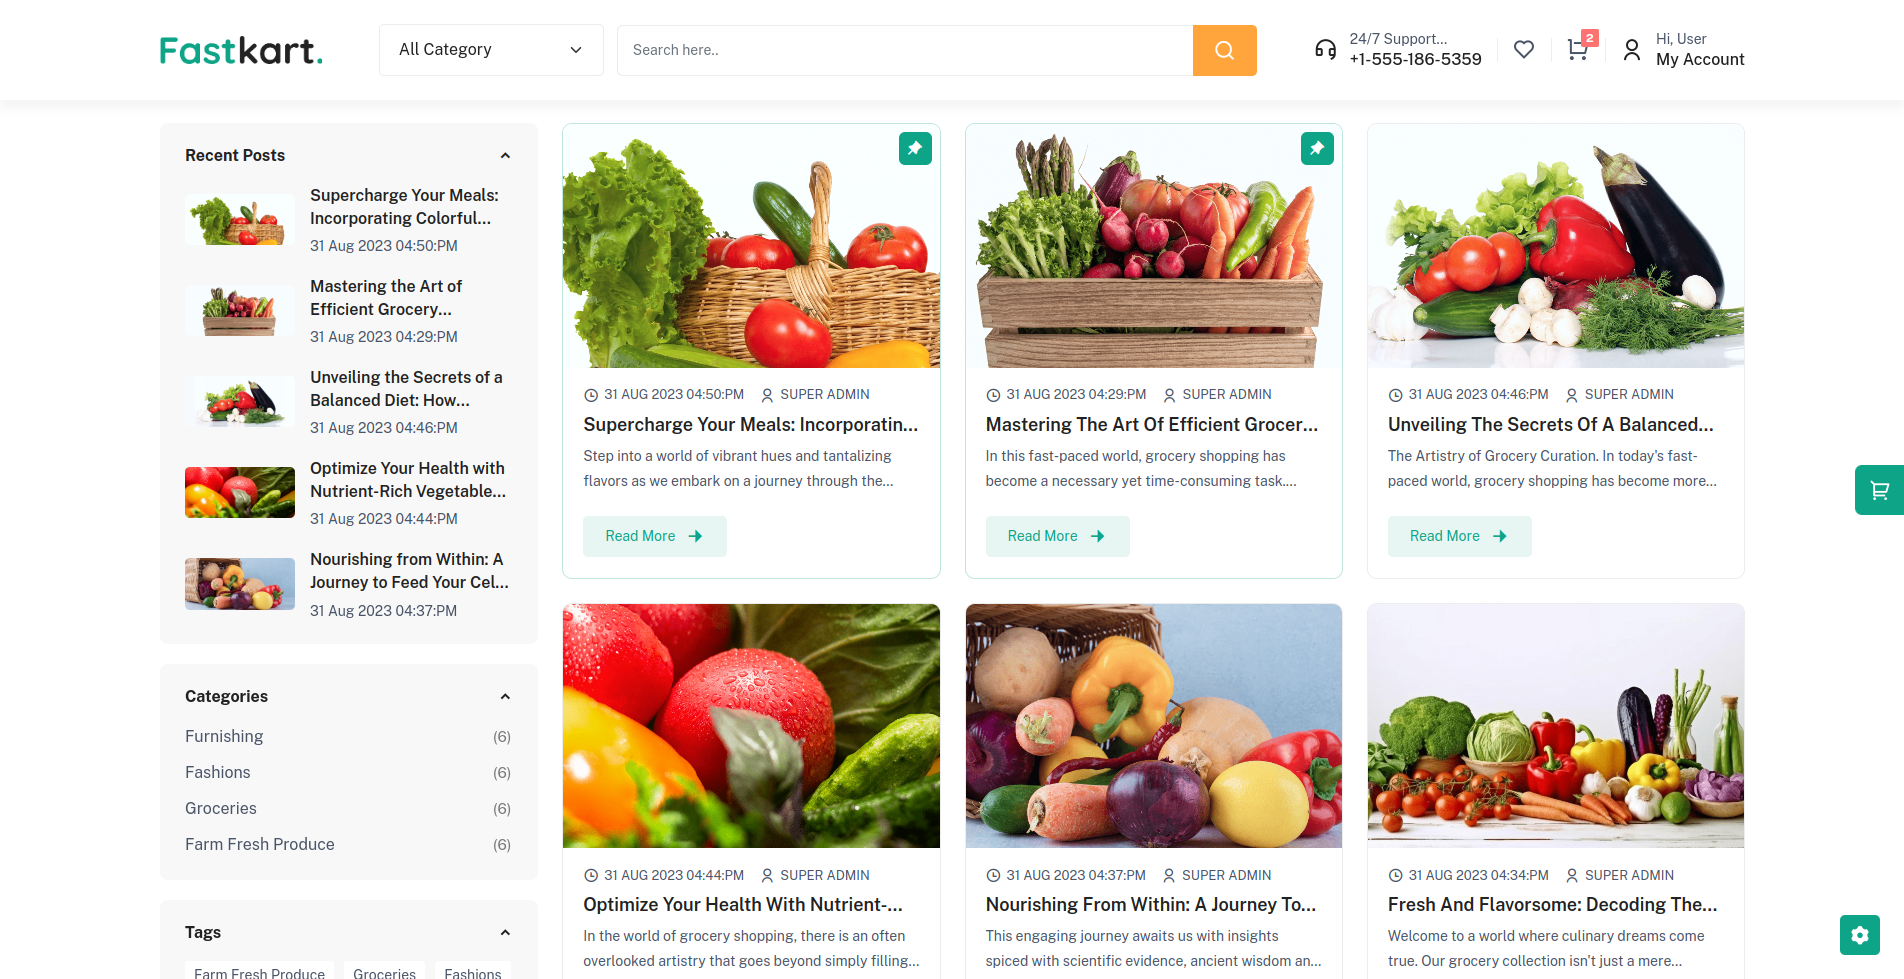 Fastkart.
All Category
Search here..
24/7 Support...
+1-555-186-5359
2
Hi, User
My Account
Recent Posts
Supercharge Your Meals:
Incorporating Colorful...
31 Aug 2023 04:50:PM
Mastering the Art of
Efficient Grocery...
31 Aug 2023 04:29:PM
Unveiling the Secrets of a
Balanced Diet: How...
31 Aug 2023 04:46:PM
Optimize Your Health with
Nutrient-Rich Vegetable...
31 Aug 2023 04:44:PM
Nourishing from Within: A
Journey to Feed Your Cel...
31 Aug 2023 04:37:PM
Categories
Furnishing (6)
Fashions (6)
Groceries (6)
Farm Fresh Produce (6)
Tags
Farm Fresh Produce Groceries Fashions
31 AUG 2023 04:50:PM SUPER ADMIN
Supercharge Your Meals: Incorporatin...
Step into a world of vibrant hues and tantalizing
flavors as we embark on a journey through the...
Read More
31 AUG 2023 04:29:PM SUPER ADMIN
Mastering The Art Of Efficient Grocer...
In this fast-paced world, grocery shopping has
become a necessary yet time-consuming task....
Read More
31 AUG 2023 04:46:PM SUPER ADMIN
Unveiling The Secrets Of A Balanced...
The Artistry of Grocery Curation. In today's fast-
paced world, grocery shopping has become more...
Read More
31 AUG 2023 04:44:PM SUPER ADMIN
Optimize Your Health With Nutrient-...
In the world of grocery shopping, there is an often
overlooked artistry that goes beyond simply filling...
31 AUG 2023 04:37:PM SUPER ADMIN
Nourishing From Within: A Journey To...
This engaging journey awaits us with insights
spiced with scientific evidence, ancient wisdom an...
31 AUG 2023 04:34:PM SUPER ADMIN
Fresh And Flavorsome: Decoding The...
Welcome to a world where culinary dreams come
true. Our grocery collection isn't just a mere...